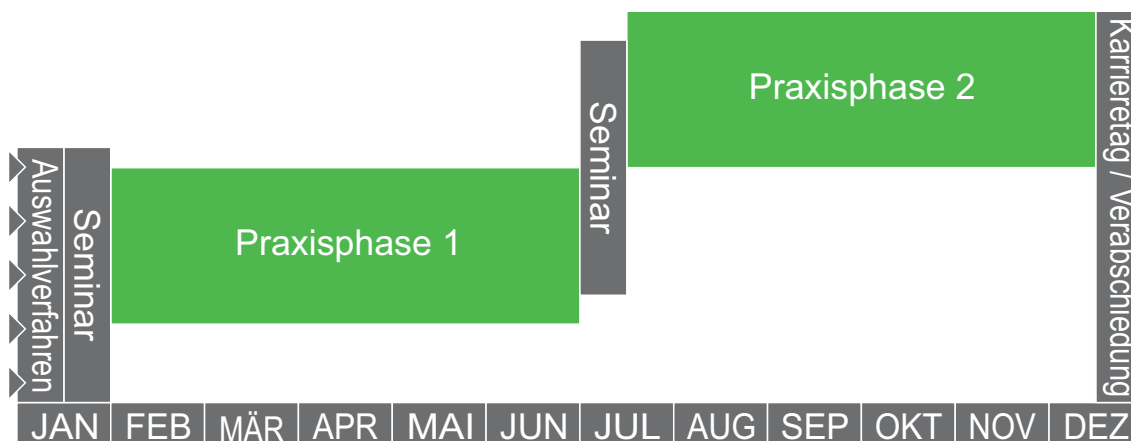 Auswahlverfahren
Seminar
Praxisphase 1
Seminar
Praxisphase 2
Karrieretag / Verabschiedung
JAN FEB MÄR APR MAI JUN JUL AUG SEP OKT NOV DEZ